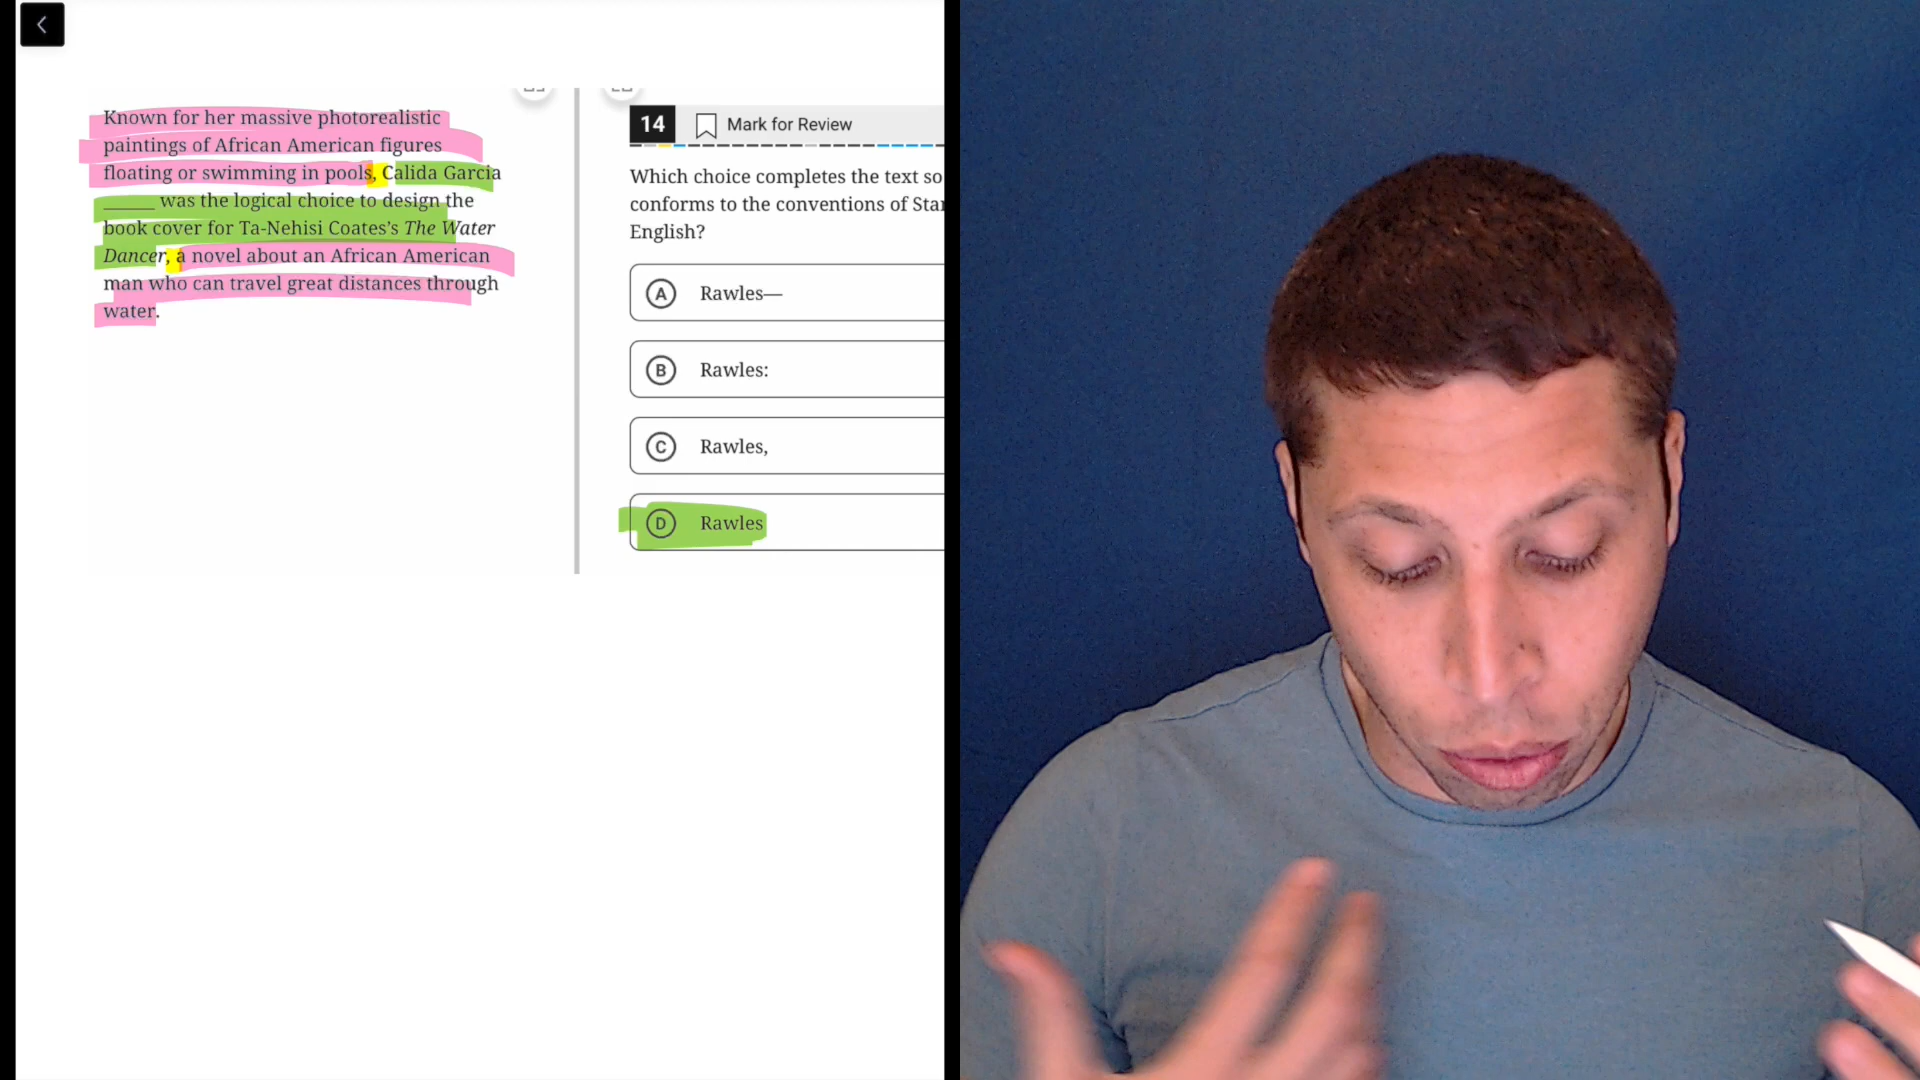 Known for her massive photorealistic
paintings of African American figures
floating or swimming in pools, Calida Garcia
______ was the logical choice to design the
book cover for Ta-Nehisi Coates's The Water
Dancer, a novel about an African American
man who can travel great distances through
water.
14 Mark for Review
Which choice completes the text so
conforms to the conventions of Star
English?
A Rawles—
B Rawles:
C Rawles,
D Rawles